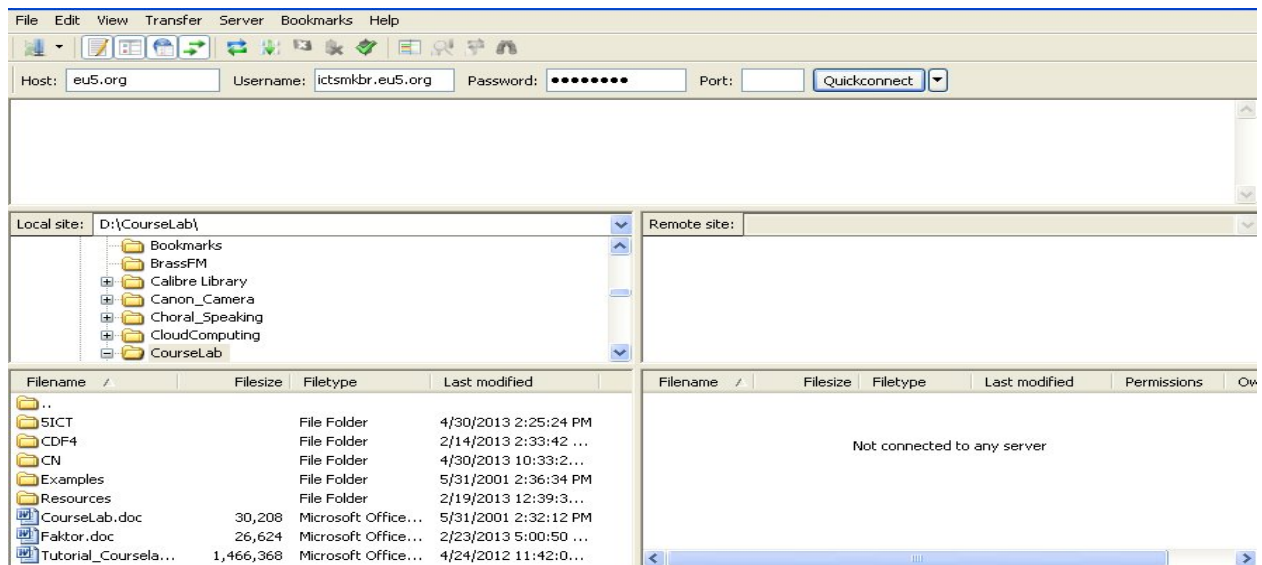 File Edit View Transfer Server Bookmarks Help
Host: eu5.org Username: ictsmkbr.eu5.org Password: ●●●●●●●● Port: Quickconnect
Local site: D:\CourseLab\ Remote site:
Bookmarks
BrassFM
Calibre Library
Canon_Camera
Choral_Speaking
CloudComputing
CourseLab
Filename Filesize Filetype Last modified
..
5ICT File Folder 4/30/2013 2:25:24 PM
CDF4 File Folder 2/14/2013 2:33:42 ...
CN File Folder 4/30/2013 10:33:2...
Examples File Folder 5/31/2001 2:36:34 PM
Resources File Folder 2/19/2013 12:39:3...
CourseLab.doc 30,208 Microsoft Office... 5/31/2001 2:32:12 PM
Faktor.doc 26,624 Microsoft Office... 2/23/2013 5:00:50 ...
Tutorial_Coursela... 1,466,368 Microsoft Office... 4/24/2012 11:42:0...
Filename Filesize Filetype Last modified Permissions Ow
Not connected to any server